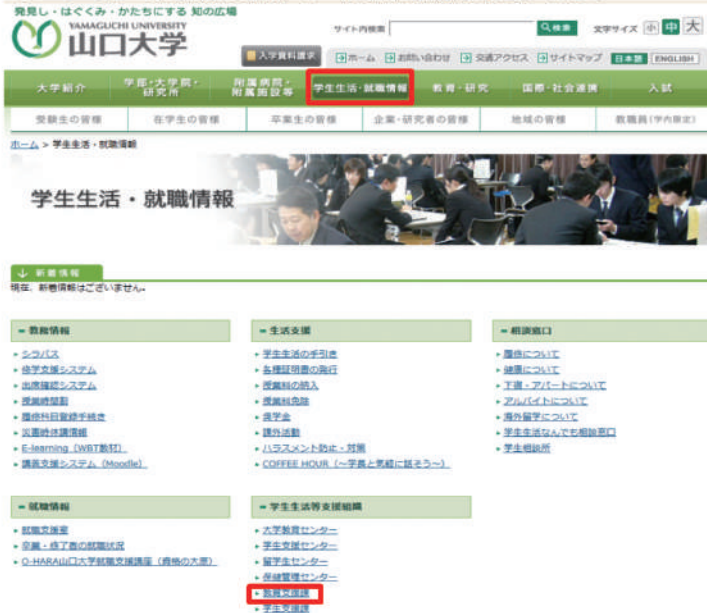 発見し・はぐくみ・かたちにする 知の広場
YAMAGUCHI UNIVERSITY
山口大学
サイト内検索
検索
文字サイズ 小 中 大
入学資料請求
ホーム お問い合わせ 交通アクセス サイトマップ 日本語 ENGLISH
大学紹介
学部・大学院・研究所
附属病院・附属施設等
学生生活・就職情報
教育・研究
国際・社会連携
入試
受験生の皆様
在学生の皆様
卒業生の皆様
企業・研究者の皆様
地域の皆様
教職員(学内限定)
ホーム > 学生生活・就職情報
学生生活・就職情報
新着情報
現在、新着情報はございません。
教務情報
シラバス
修学支援システム
出席確認システム
授業時間割
履修科目登録手続き
災害時休講情報
E-learning(WBT教材)
講義支援システム(Moodle)
生活支援
学生生活の手引き
各種証明書の発行
授業料の納入
授業料免除
奨学金
課外活動
ハラスメント防止・対策
COFFEE HOUR(~学長と気軽に話そう~)
相談窓口
履修について
健康について
下宿・アパートについて
アルバイトについて
海外留学について
学生生活なんでも相談窓口
学生相談所
就職情報
就職支援室
卒業・修了者の就職状況
O-HARA山口大学就職支援講座(資格の大原)
学生生活等支援組織
大学教育センター
学生支援センター
留学生センター
保健管理センター
教育支援課
学生支援課